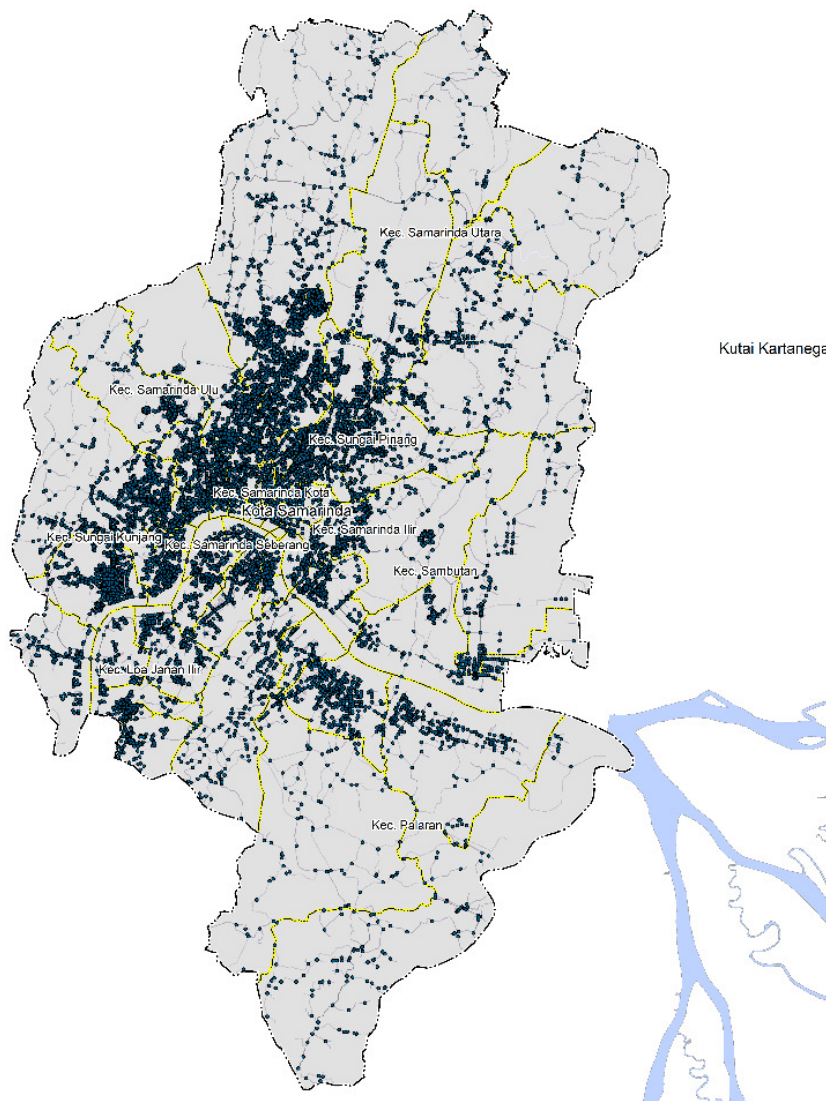 Kec. Samarinda Utara
Kutai Kartanega
Kec. Samarinda Ulu
Kec. Sungai Pinang
Kec. Samarinda Kota
Kota Samarinda
Kec. Samarinda Ilir
Kec. Sungai Kunjang
Kec. Samarinda Seberang
Kec. Sambutan
Kec. Loa Janan Ilir
Kec. Palaran